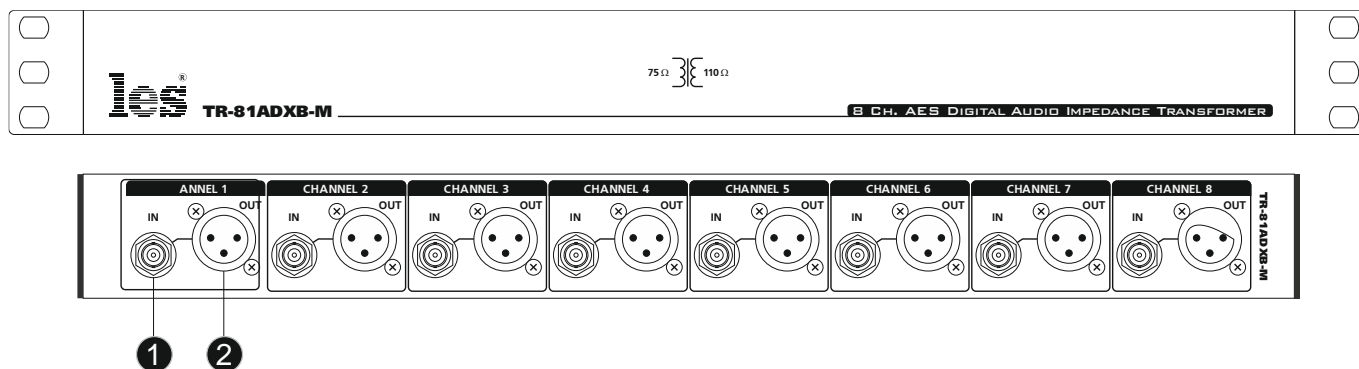 75 Ω 110 Ω
les®
TR-81ADXB-M
8 CH. AES DIGITAL AUDIO IMPEDANCE TRANSFORMER
ANNEL 1 CHANNEL 2 CHANNEL 3 CHANNEL 4 CHANNEL 5 CHANNEL 6 CHANNEL 7 CHANNEL 8
IN OUT IN OUT IN OUT IN OUT IN OUT IN OUT IN OUT IN OUT
TR-81ADXB-M
1 2